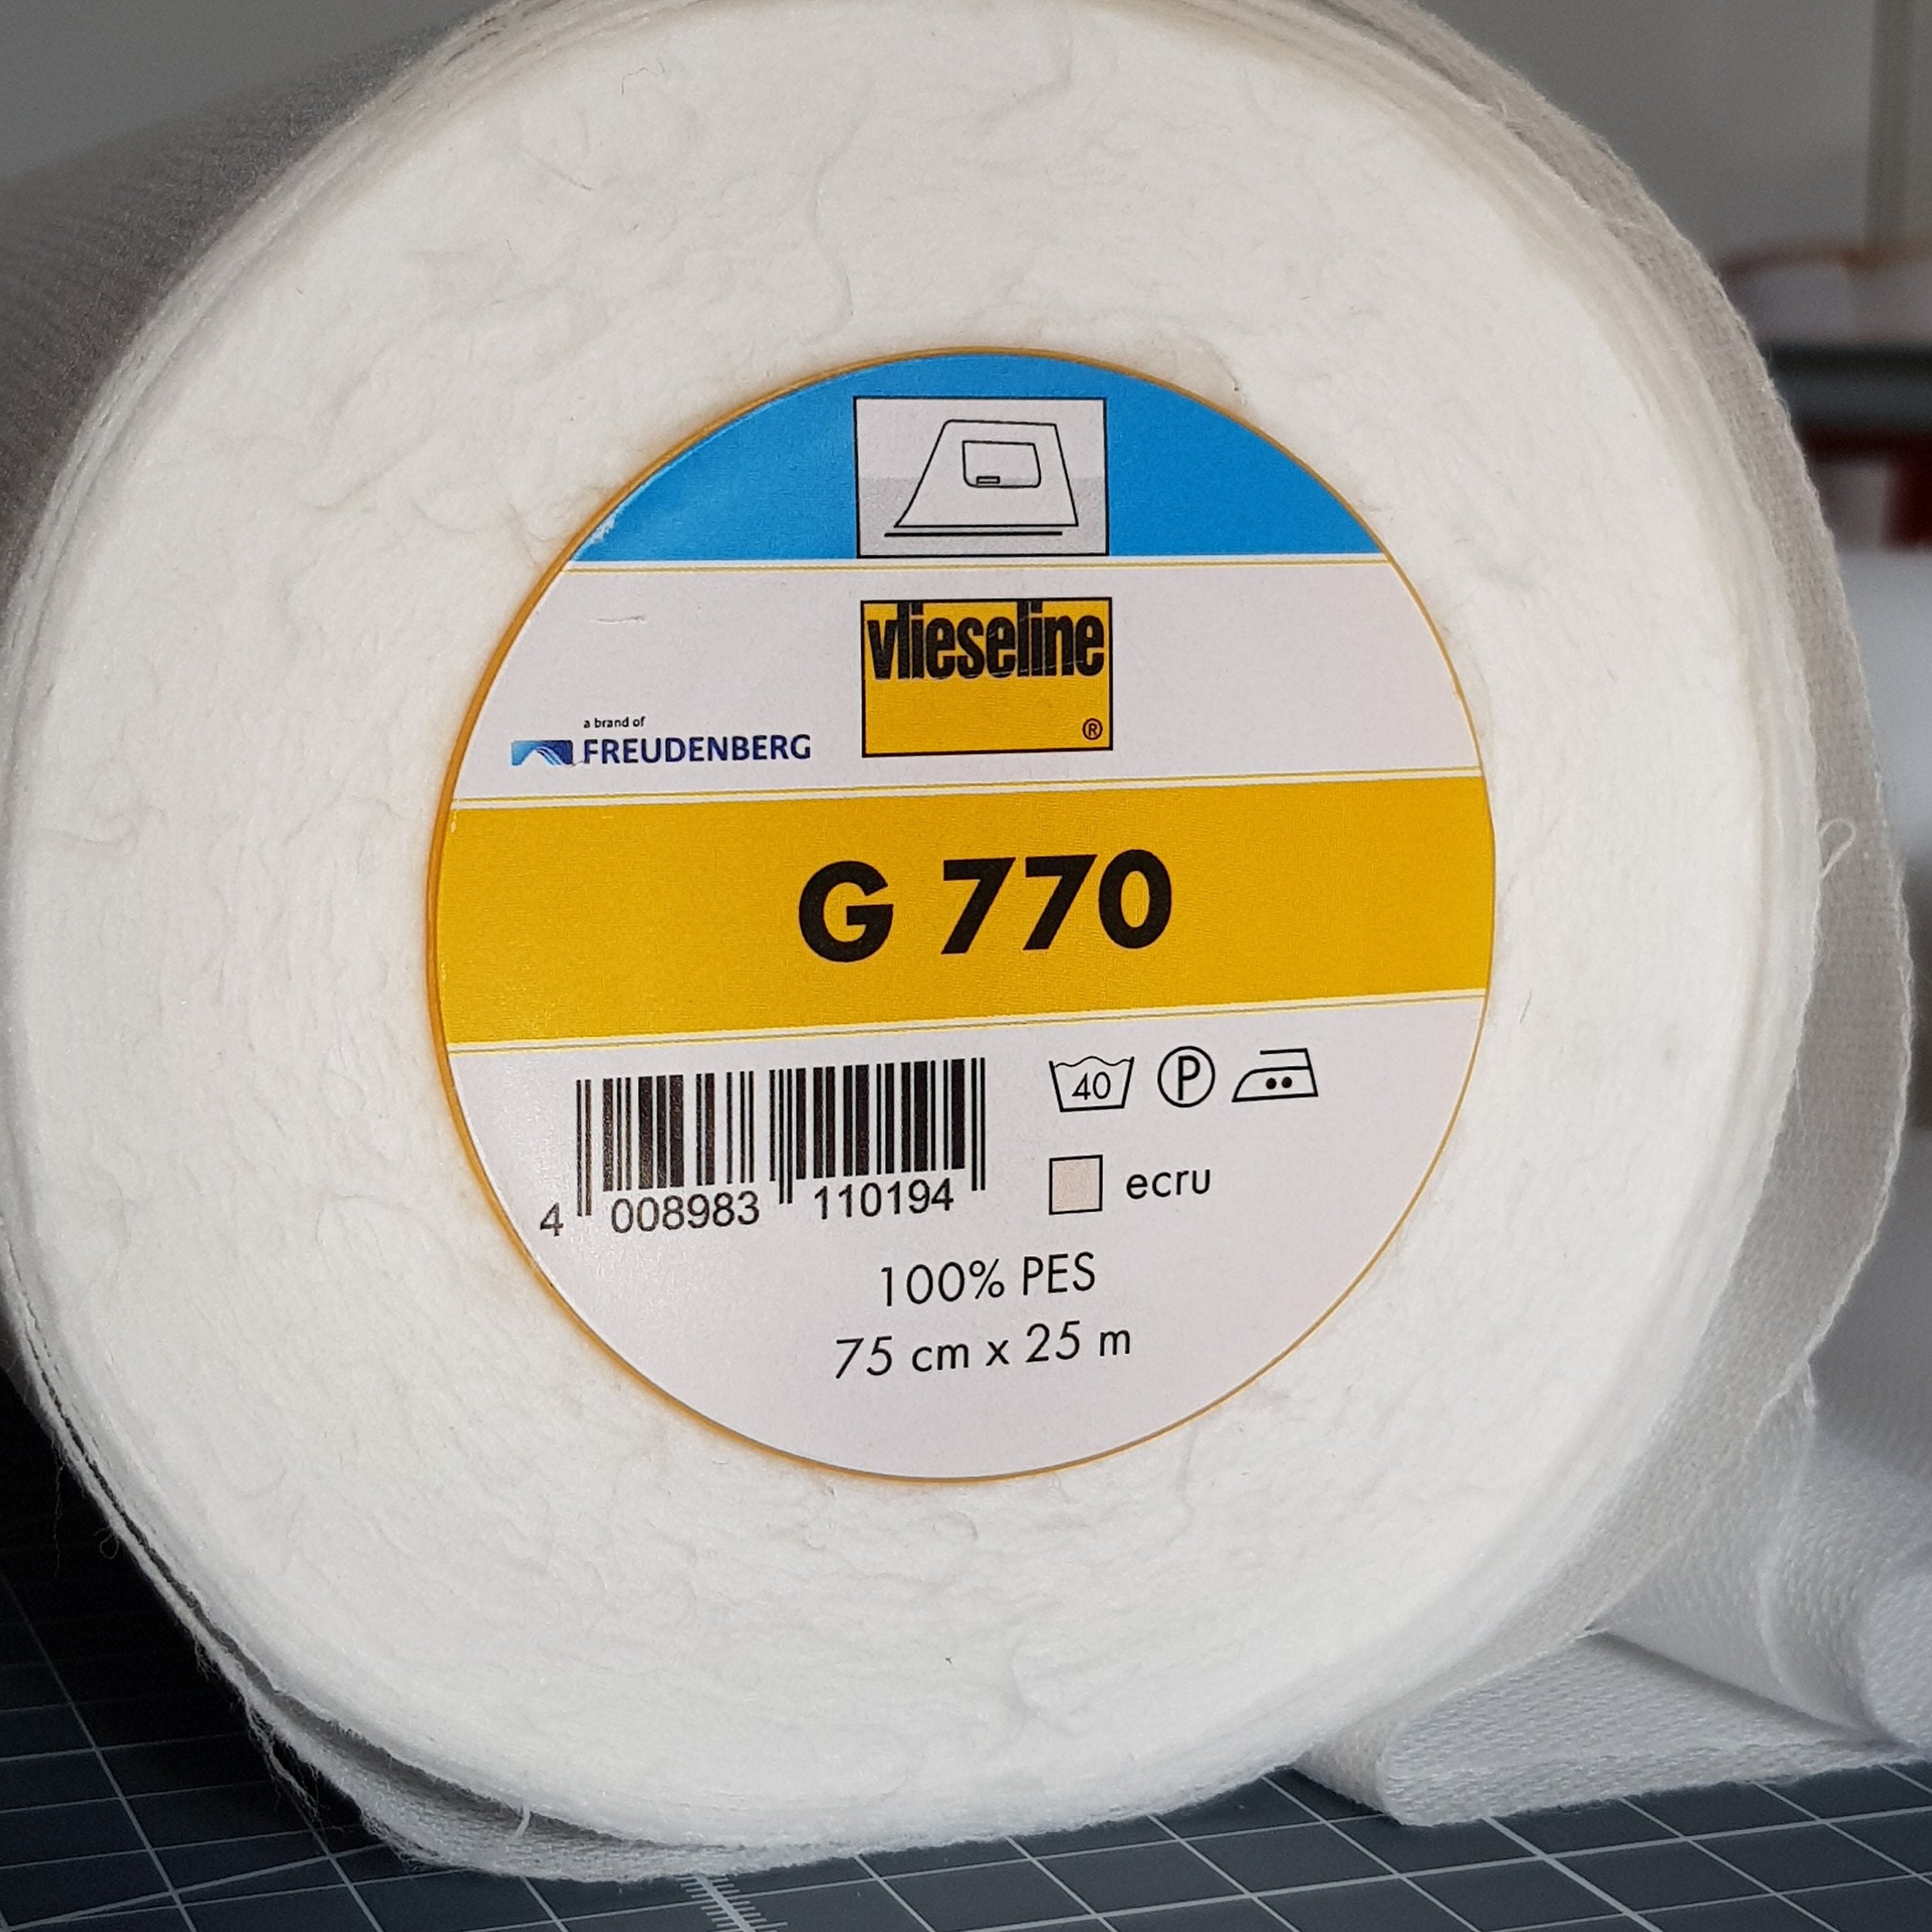 vlieseline
®
a brand of
FREUDENBERG
G 770
40 P
4 008983 110194
ecru
100% PES
75 cm x 25 m